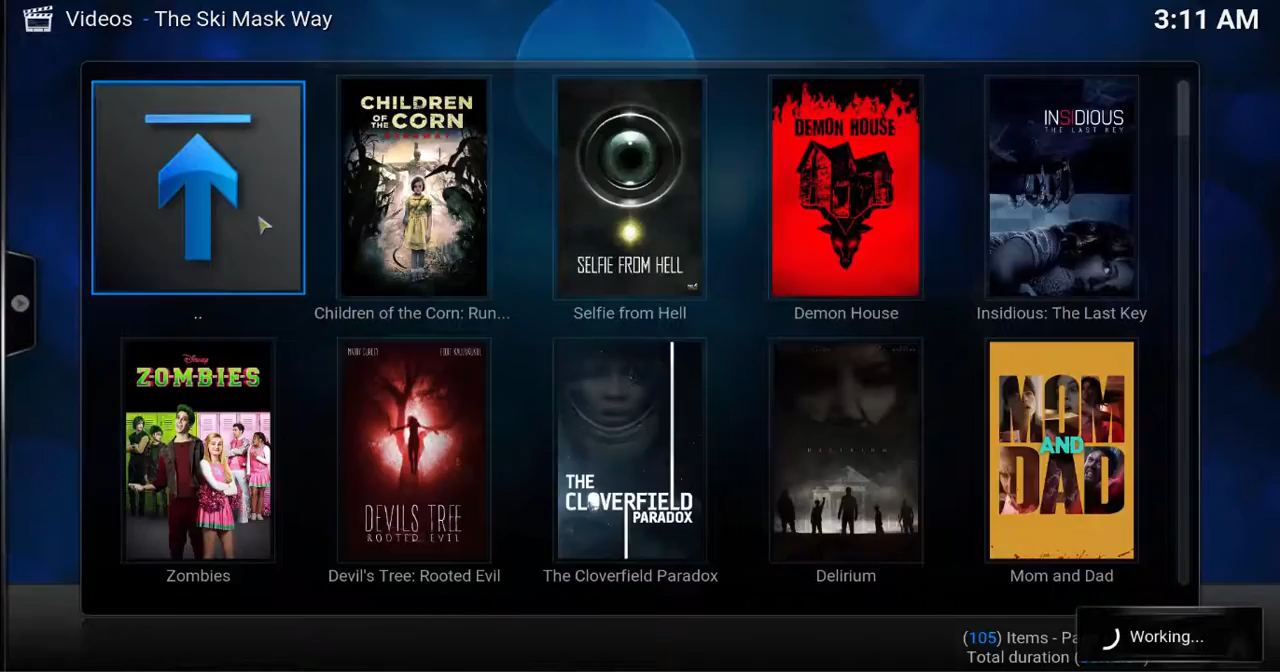 Videos - The Ski Mask Way
3:11 AM
CHILDREN
OF THE CORN
RUNAWAY
SELFIE FROM HELL
DEMON HOUSE
INSIDIOUS
THE LAST KEY
..
Children of the Corn: Run...
Selfie from Hell
Demon House
Insidious: The Last Key
Disney
ZOMBIES
DEVILS TREE
ROOTED EVIL
THE
CLOVERFIELD
PARADOX
DELIRIUM
MOM
AND
DAD
Zombies
Devil's Tree: Rooted Evil
The Cloverfield Paradox
Delirium
Mom and Dad
(105) Items -
Total duration (
Working...